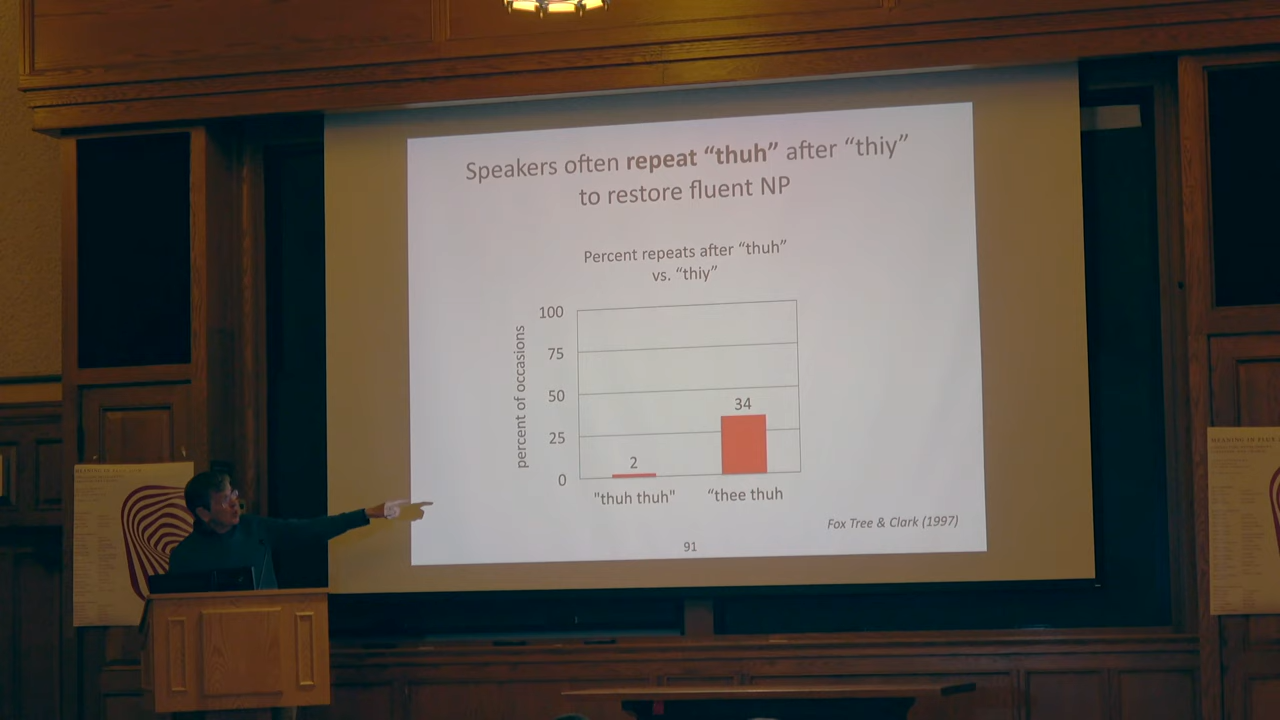 Speakers often repeat “thuh” after “thiy”
to restore fluent NP
Percent repeats after “thuh”
vs. “thiy”
percent of occasions
100
75
50
25
0
2
34
"thuh thuh"
“thee thuh
Fox Tree & Clark (1997)
91